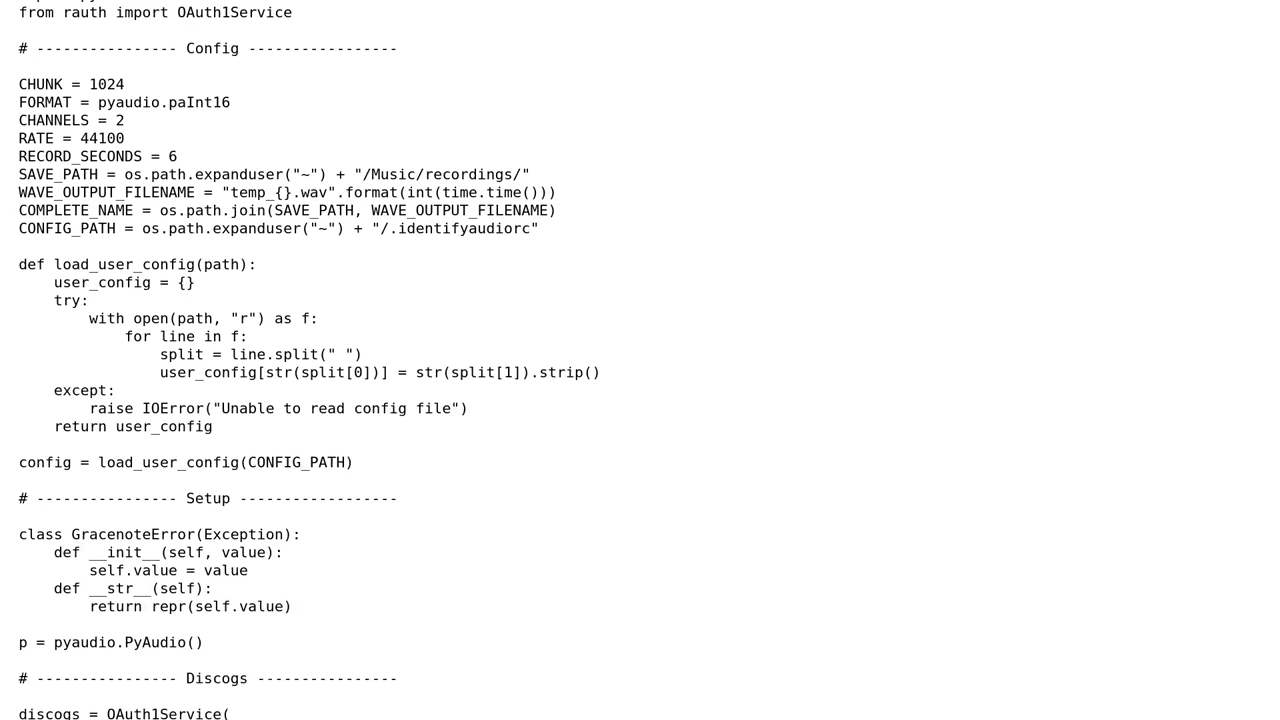 from rauth import OAuth1Service

# ---------------- Config -----------------

CHUNK = 1024
FORMAT = pyaudio.paInt16
CHANNELS = 2
RATE = 44100
RECORD_SECONDS = 6
SAVE_PATH = os.path.expanduser("~") + "/Music/recordings/"
WAVE_OUTPUT_FILENAME = "temp_{}.wav".format(int(time.time()))
COMPLETE_NAME = os.path.join(SAVE_PATH, WAVE_OUTPUT_FILENAME)
CONFIG_PATH = os.path.expanduser("~") + "/.identifyaudiorc"

def load_user_config(path):
    user_config = {}
    try:
        with open(path, "r") as f:
            for line in f:
                split = line.split(" ")
                user_config[str(split[0])] = str(split[1]).strip()
    except:
        raise IOError("Unable to read config file")
    return user_config

config = load_user_config(CONFIG_PATH)

# ---------------- Setup ------------------

class GracenoteError(Exception):
    def __init__(self, value):
        self.value = value
    def __str__(self):
        return repr(self.value)

p = pyaudio.PyAudio()

# ---------------- Discogs ----------------

discogs = OAuth1Service(